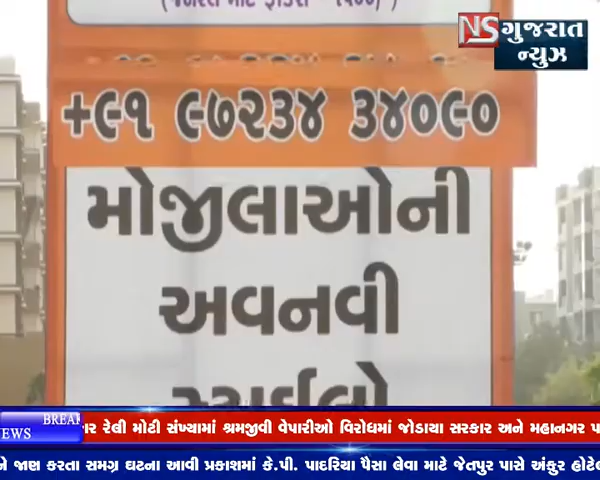 NS ગુજરાત
ન્યુઝ
+૯૧ ૯૭૨૩૪ ૩૪૦૯૦
મોજીલાઓની
અવનવી
BREAK
NEWS
રેલી મોટી સંખ્યામાં શ્રમજીવી વેપારીઓ વિરોધમાં જોડાયા સરકાર અને મહાનગર
જાણ કરતા સમગ્ર ઘટના આવી પ્રકાશમાં કે.પી. પાદરિયા પૈસા લેવા માટે જેતપુર પાસે અંકુર